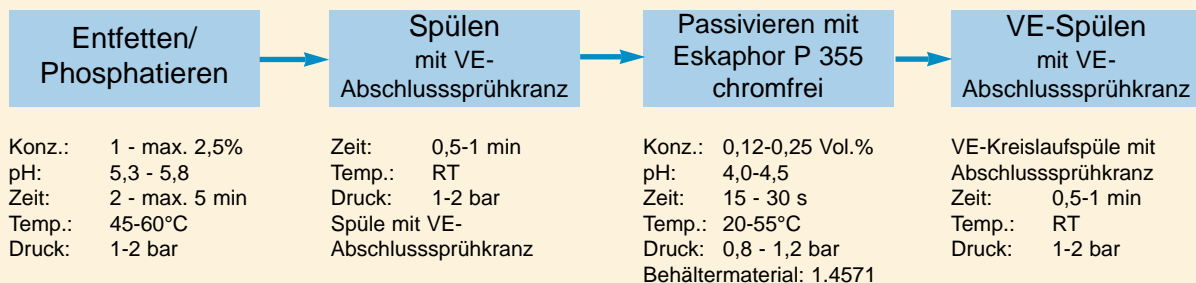 Entfetten/
Phosphatieren
Konz.: 1 - max. 2,5%
pH: 5,3 - 5,8
Zeit: 2 - max. 5 min
Temp.: 45-60°C
Druck: 1-2 bar
Spülen
mit VE-
Abschlusssprühkranz
Zeit: 0,5-1 min
Temp.: RT
Druck: 1-2 bar
Spüle mit VE-
Abschlusssprühkranz
Passivieren mit
Eskaphor P 355
chromfrei
Konz.: 0,12-0,25 Vol.%
pH: 4,0-4,5
Zeit: 15 - 30 s
Temp.: 20-55°C
Druck: 0,8 - 1,2 bar
Behältermaterial: 1.4571
VE-Spülen
mit VE-
Abschlusssprühkranz
VE-Kreislaufspüle mit
Abschlusssprühkranz
Zeit: 0,5-1 min
Temp.: RT
Druck: 1-2 bar